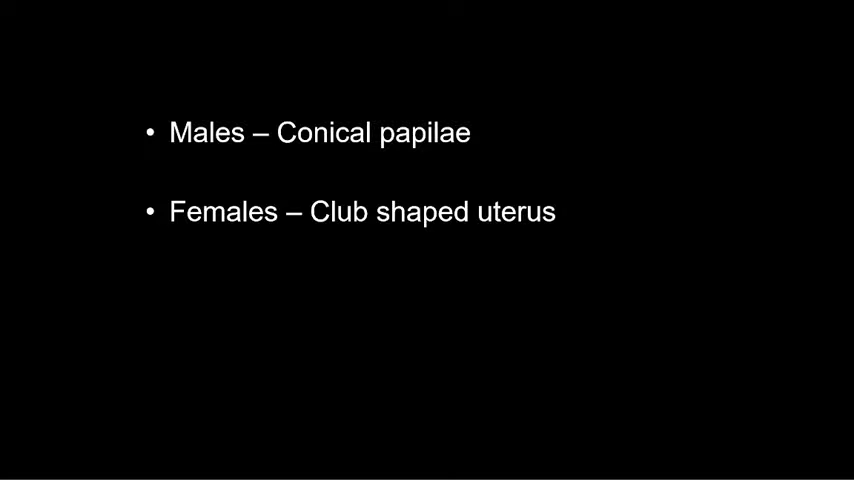 • Males – Conical papilae
• Females – Club shaped uterus